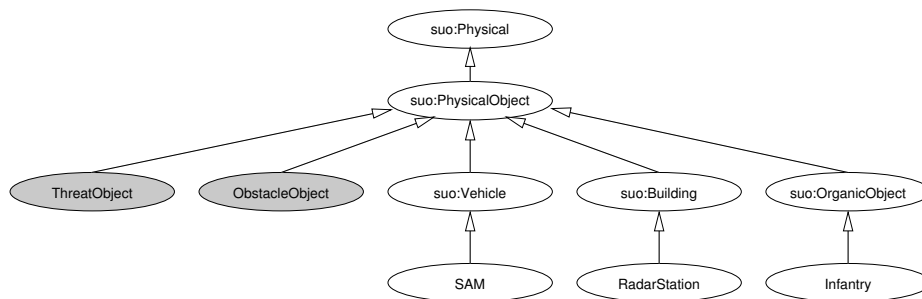 suo:Physical
suo:PhysicalObject
ThreatObject
ObstacleObject
suo:Vehicle
suo:Building
suo:OrganicObject
SAM
RadarStation
Infantry